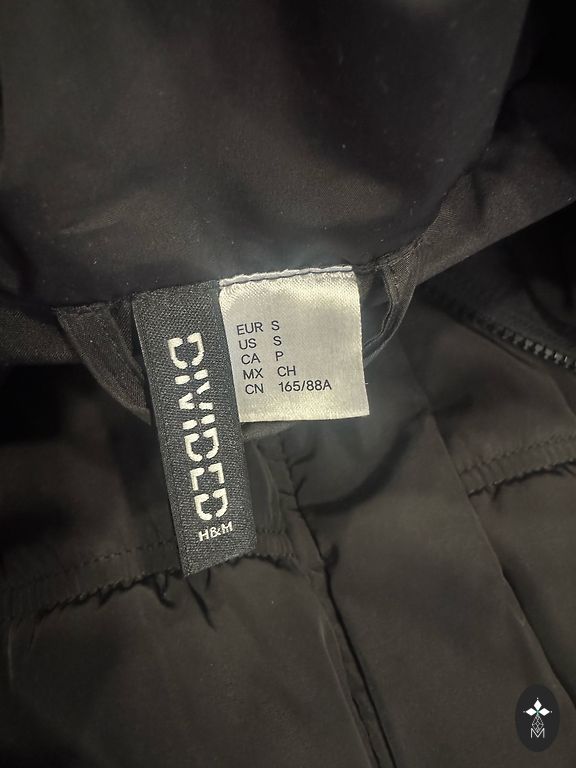 DIVIDED
H&M
EUR S
US S
CA P
MX CH
CN 165/88A
M